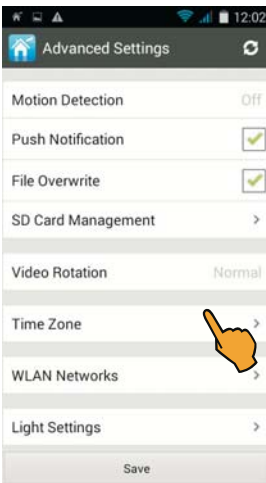 12:02
Advanced Settings
Motion Detection Off
Push Notification
File Overwrite
SD Card Management
Video Rotation Normal
Time Zone
WLAN Networks
Light Settings
Save